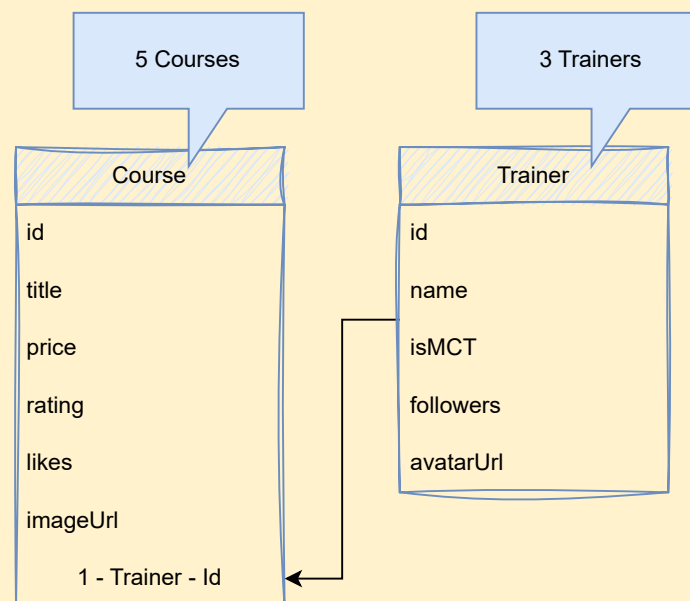 5 Courses
3 Trainers
Course
id
title
price
rating
likes
imageUrl
1 - Trainer - Id
Trainer
id
name
isMCT
followers
avatarUrl